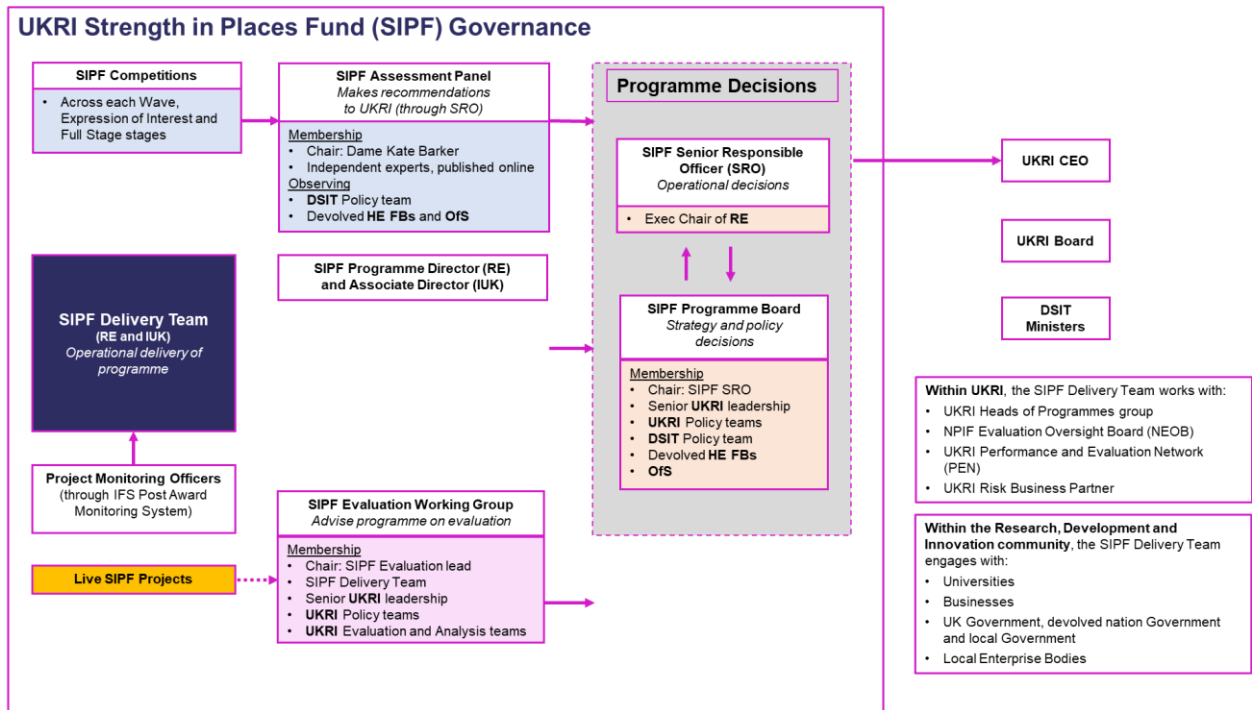 UKRI Strength in Places Fund (SIPF) Governance
SIPF Competitions
• Across each Wave,
Expression of Interest and
Full Stage stages
SIPF Assessment Panel
Makes recommendations
to UKRI (through SRO)
Membership
• Chair: Dame Kate Barker
• Independent experts, published online
Observing
• DSIT Policy team
• Devolved HE FBs and OfS
SIPF Delivery Team
(RE and IUK)
Operational delivery of
programme
SIPF Programme Director (RE)
and Associate Director (IUK)
Project Monitoring Officers
(through IFS Post Award
Monitoring System)
Live SIPF Projects
SIPF Evaluation Working Group
Advise programme on evaluation
Membership
• Chair: SIPF Evaluation lead
• SIPF Delivery Team
• Senior UKRI leadership
• UKRI Policy teams
• UKRI Evaluation and Analysis teams
Programme Decisions
SIPF Senior Responsible
Officer (SRO)
Operational decisions
• Exec Chair of RE
SIPF Programme Board
Strategy and policy
decisions
Membership
• Chair: SIPF SRO
• Senior UKRI leadership
• UKRI Policy teams
• DSIT Policy team
• Devolved HE FBs
• OfS
UKRI CEO
UKRI Board
DSIT
Ministers
Within UKRI, the SIPF Delivery Team works with:
• UKRI Heads of Programmes group
• NPIF Evaluation Oversight Board (NEOB)
• UKRI Performance and Evaluation Network
(PEN)
• UKRI Risk Business Partner
Within the Research, Development and
Innovation community, the SIPF Delivery Team
engages with:
• Universities
• Businesses
• UK Government, devolved nation Government
and local Government
• Local Enterprise Bodies